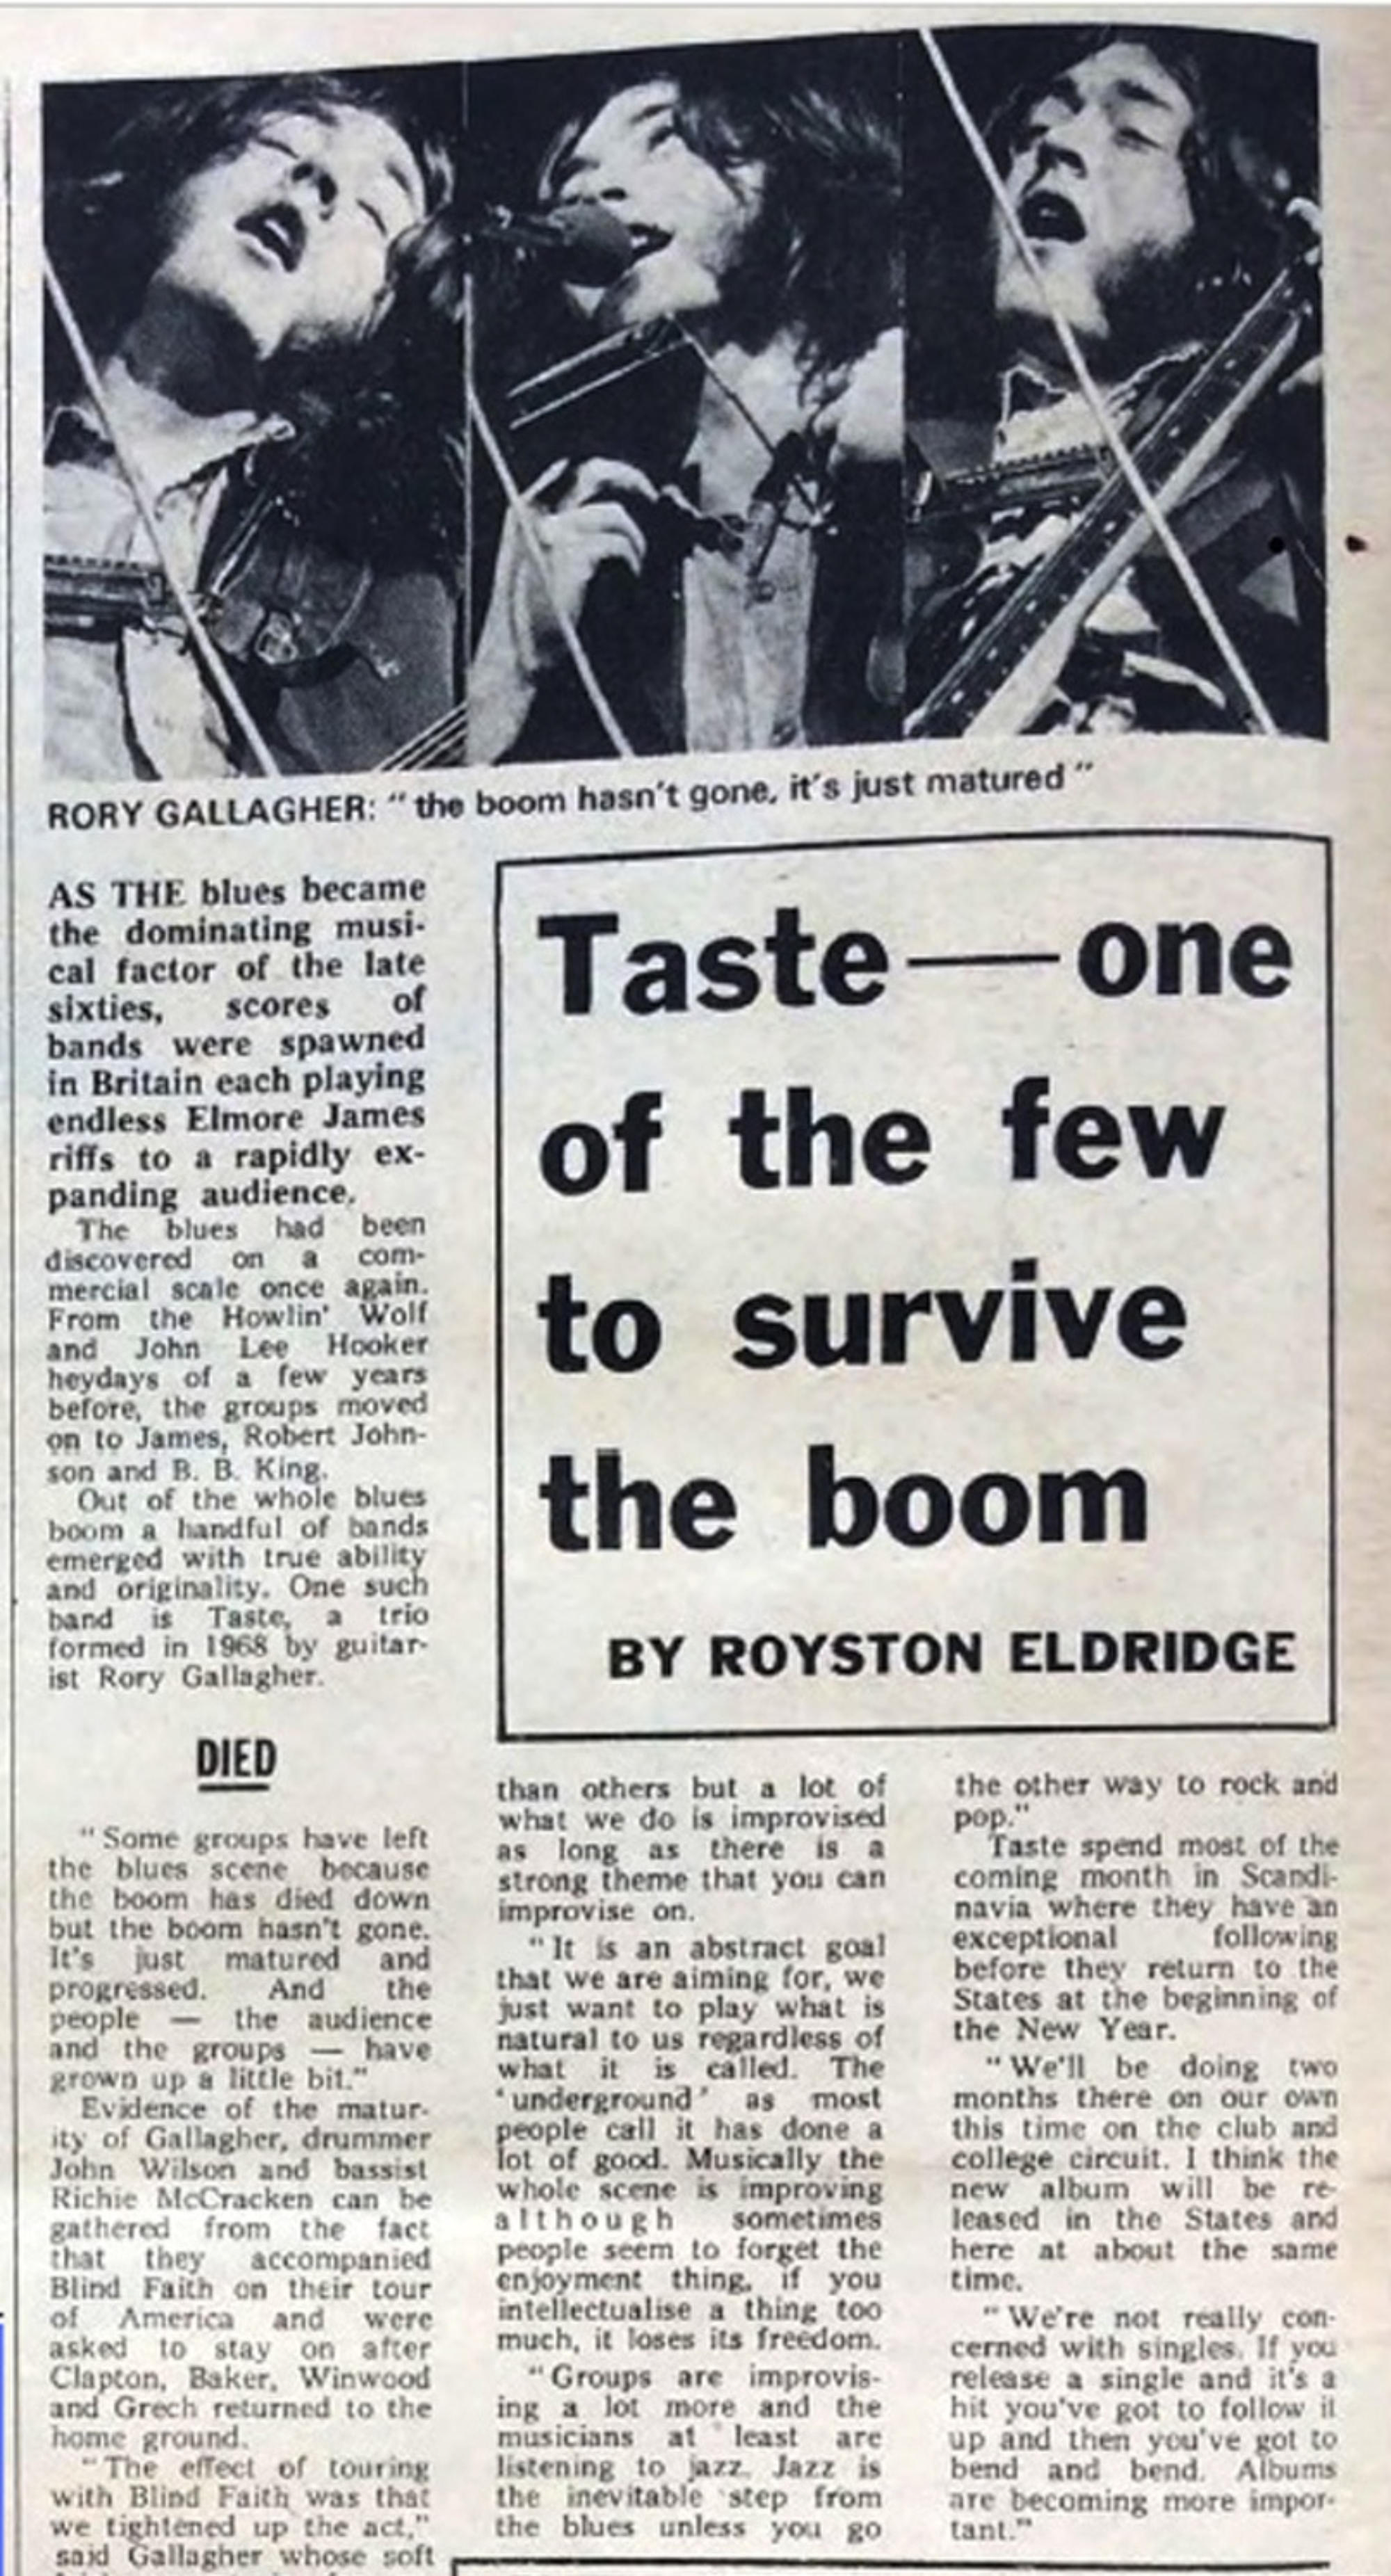 RORY GALLAGHER: "the boom hasn't gone, it's just matured"
Taste—one
of the few
to survive
the boom
BY ROYSTON ELDRIDGE
AS THE blues became
the dominating musi-
cal factor of the late
sixties, scores of
bands were spawned
in Britain each playing
endless Elmore James
riffs to a rapidly ex-
panding audience.
The blues had been
discovered on a com-
mercial scale once again.
From the Howlin' Wolf
and John Lee Hooker
heydays of a few years
before, the groups moved
on to James, Robert John-
son and B. B. King.
Out of the whole blues
boom a handful of bands
emerged with true ability
and originality. One such
band is Taste, a trio
formed in 1968 by guitar-
ist Rory Gallagher.
DIED
"Some groups have left
the blues scene because
the boom has died down
but the boom hasn't gone.
It's just matured and
progressed. And the
people — the audience
and the groups — have
grown up a little bit."
Evidence of the matur-
ity of Gallagher, drummer
John Wilson and bassist
Richie McCracken can be
gathered from the fact
that they accompanied
Blind Faith on their tour
of America and were
asked to stay on after
Clapton, Baker, Winwood
and Grech returned to the
home ground.
"The effect of touring
with Blind Faith was that
we tightened up the act,"
said Gallagher whose soft
than others but a lot of
what we do is improvised
as long as there is a
strong theme that you can
improvise on.
"It is an abstract goal
that we are aiming for, we
just want to play what is
natural to us regardless of
what it is called. The
'underground' as most
people call it has done a
lot of good. Musically the
whole scene is improving
although sometimes
people seem to forget the
enjoyment thing, if you
intellectualise a thing too
much, it loses its freedom.
"Groups are improvis-
ing a lot more and the
musicians at least are
listening to jazz. Jazz is
the inevitable step from
the blues unless you go
the other way to rock and
pop."
Taste spend most of the
coming month in Scandi-
navia where they have an
exceptional following
before they return to the
States at the beginning of
the New Year.
"We'll be doing two
months there on our own
this time on the club and
college circuit. I think the
new album will be re-
leased in the States and
here at about the same
time.
"We're not really con-
cerned with singles. If you
release a single and it's a
hit you've got to follow it
up and then you've got to
bend and bend. Albums
are becoming more impor-
tant."